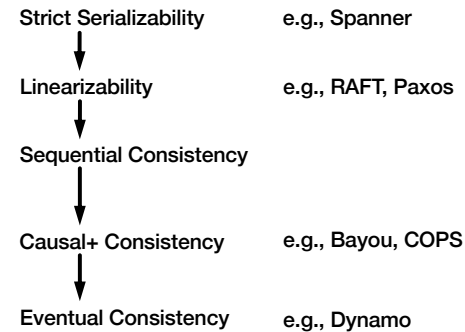 Strict Serializability e.g., Spanner
Linearizability e.g., RAFT, Paxos
Sequential Consistency
Causal+ Consistency e.g., Bayou, COPS
Eventual Consistency e.g., Dynamo